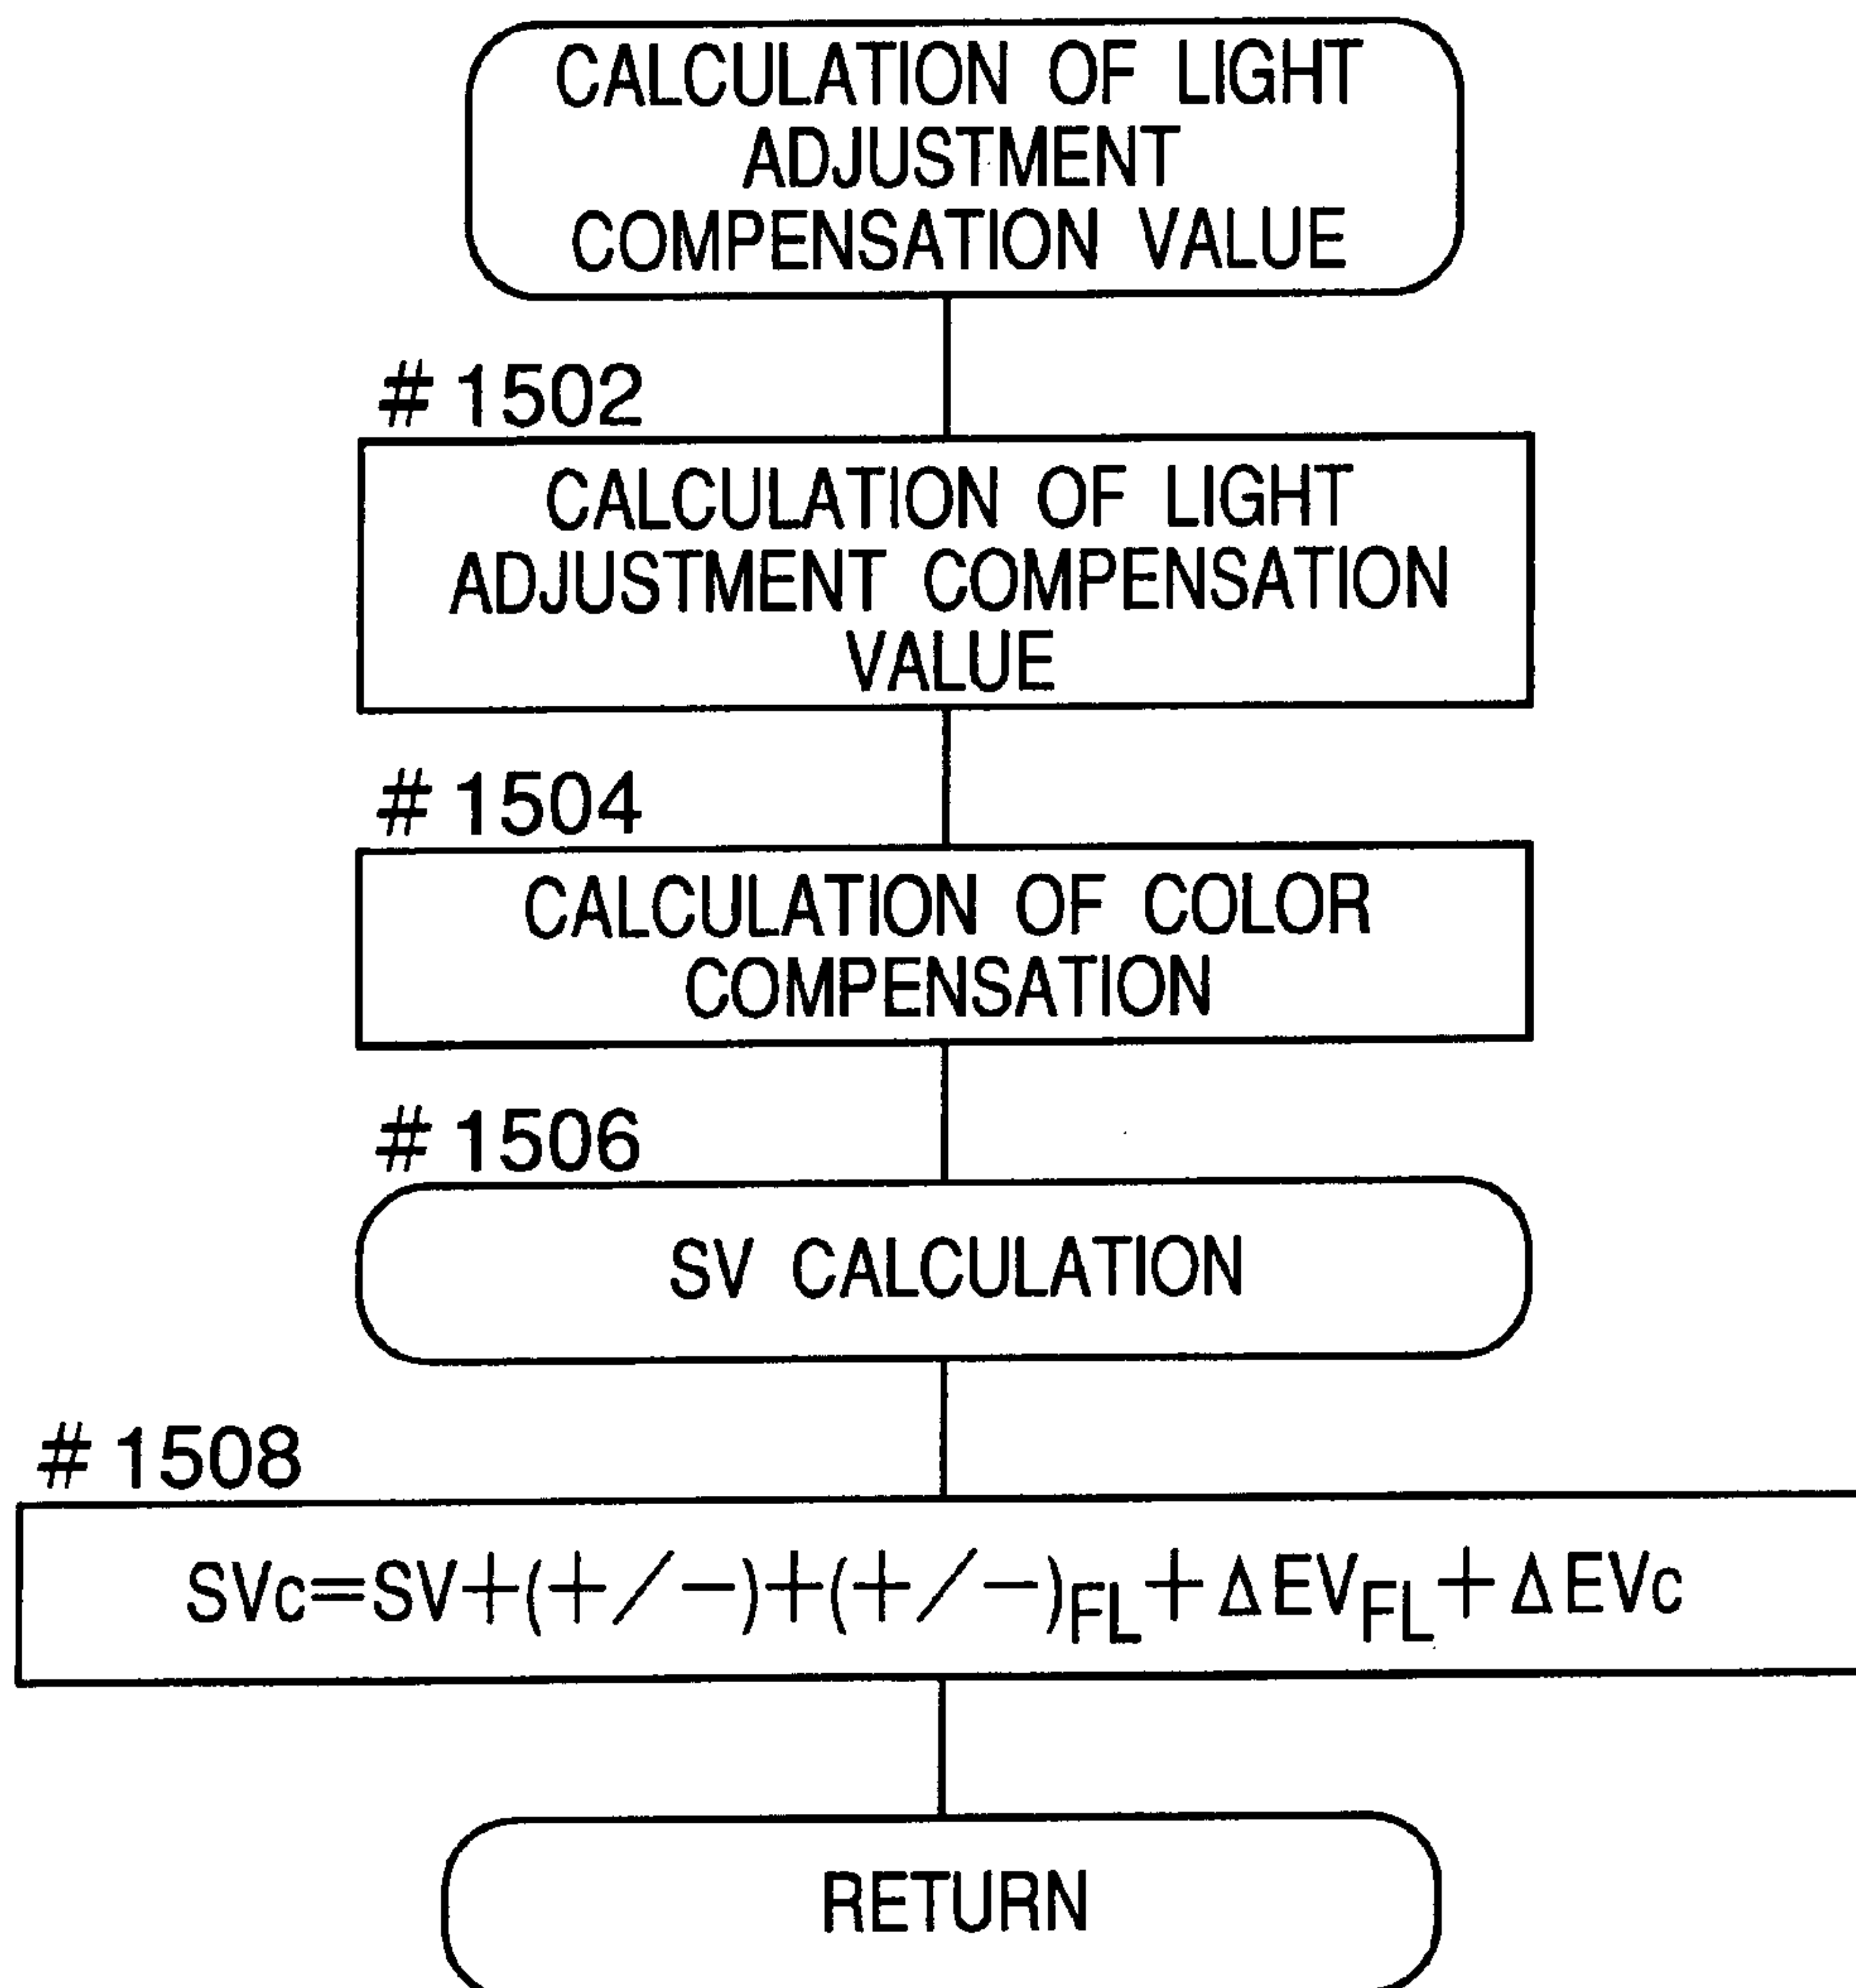 CALCULATION OF LIGHT
ADJUSTMENT
COMPENSATION VALUE
# 1502
CALCULATION OF LIGHT
ADJUSTMENT COMPENSATION
VALUE
# 1504
CALCULATION OF COLOR
COMPENSATION
# 1506
SV CALCULATION
# 1508
SVc=SV+(+/−)+(+/−)FL+ΔEVFL+ΔEVc
RETURN